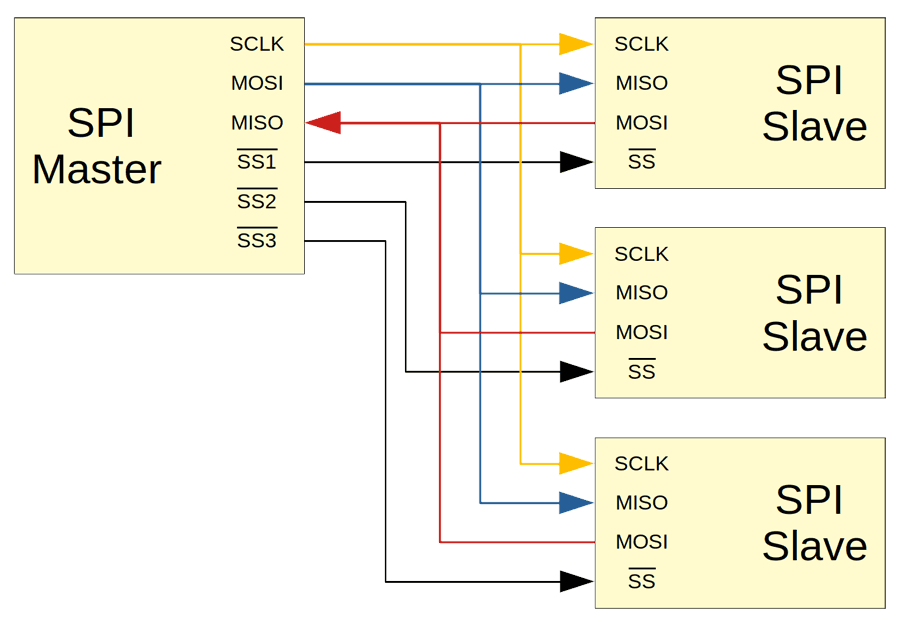 SPI
Master
SCLK
MOSI
MISO
SS1
SS2
SS3
SCLK
MISO
MOSI
SS
SPI
Slave
SCLK
MISO
MOSI
SS
SPI
Slave
SCLK
MISO
MOSI
SS
SPI
Slave